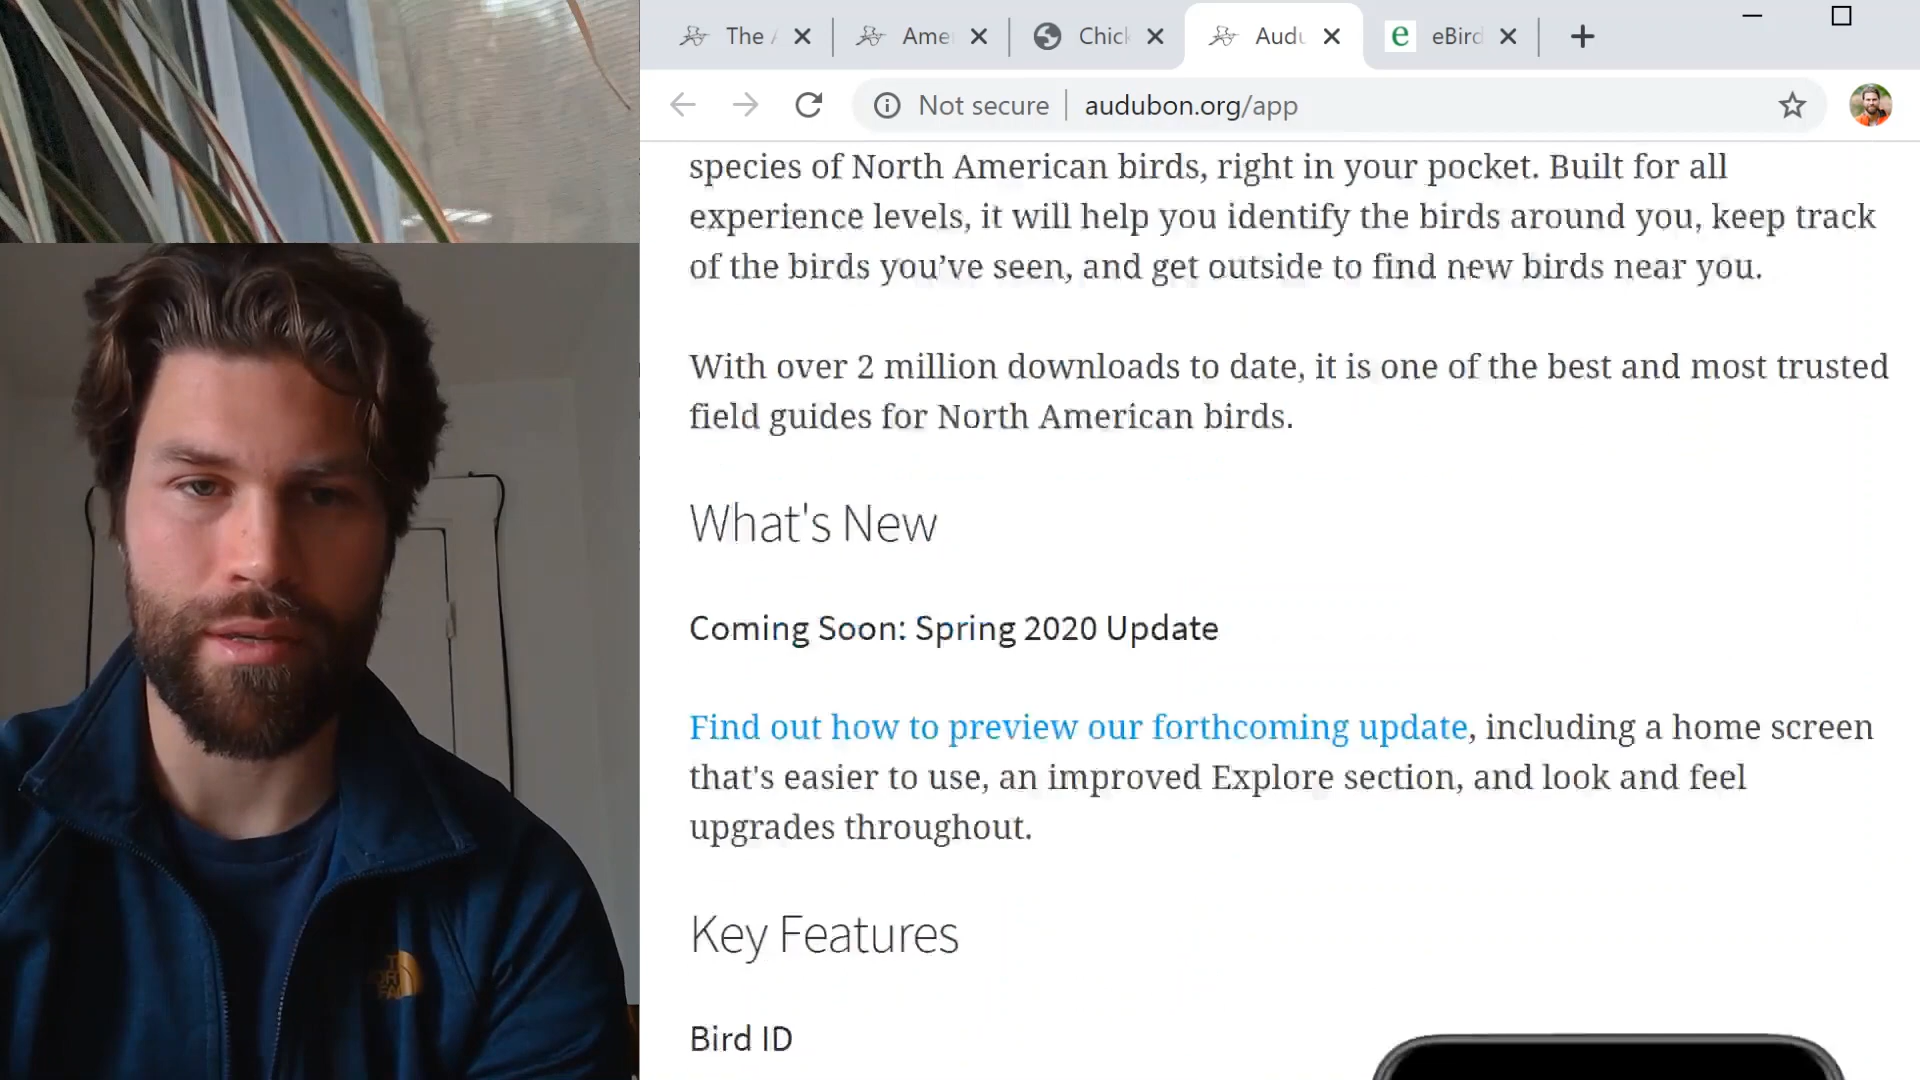 The
Ame
Chic
Audu
eBird
Not secure
audubon.org/app
species of North American birds, right in your pocket. Built for all
experience levels, it will help you identify the birds around you, keep track
of the birds you’ve seen, and get outside to find new birds near you.
With over 2 million downloads to date, it is one of the best and most trusted
field guides for North American birds.
What's New
Coming Soon: Spring 2020 Update
Find out how to preview our forthcoming update, including a home screen
that's easier to use, an improved Explore section, and look and feel
upgrades throughout.
Key Features
Bird ID